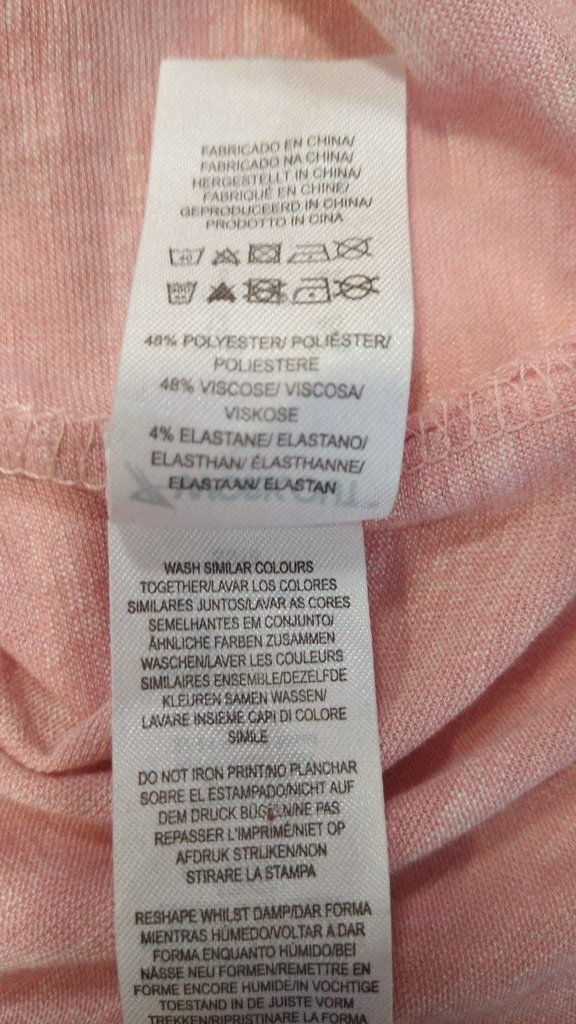 FABRICADO EN CHINA/
FABRICADO NA CHINA/
HERGESTELLT IN CHINA/
FABRIQUÉ EN CHINE/
GEPRODUCEERD IN CHINA/
PRODOTTO IN CINA
48% POLYESTER/ POLIÉSTER/
POLIESTERE
48% VISCOSE/ VISCOSA/
VISKOSE
4% ELASTANE/ ELASTANO/
ELASTHAN/ ÉLASTHANNE/
ELASTAAN/ ELASTAN
WASH SIMILAR COLOURS
TOGETHER/LAVAR LOS COLORES
SIMILARES JUNTOS/LAVAR AS CORES
SEMELHANTES EM CONJUNTO/
ÄHNLICHE FARBEN ZUSAMMEN
WASCHEN/LAVER LES COULEURS
SIMILAIRES ENSEMBLE/DEZELFDE
KLEUREN SAMEN WASSEN/
LAVARE INSIEME CAPI DI COLORE
SIMILE
DO NOT IRON PRINT/NO PLANCHAR
SOBRE EL ESTAMPADO/NICHT AUF
DEM DRUCK BÜGELN/NE PAS
REPASSER L'IMPRIMÉ/NIET OP
AFDRUK STRIJKEN/NON
STIRARE LA STAMPA
RESHAPE WHILST DAMP/DAR FORMA
MIENTRAS HÚMEDO/VOLTAR A DAR
FORMA ENQUANTO HÚMIDO/BEI
NÄSSE NEU FORMEN/REMETTRE EN
FORME ENCORE HUMIDE/IN VOCHTIGE
TOESTAND IN DE JUISTE VORM
TREKKEN/RIPRISTINARE LA FORMA